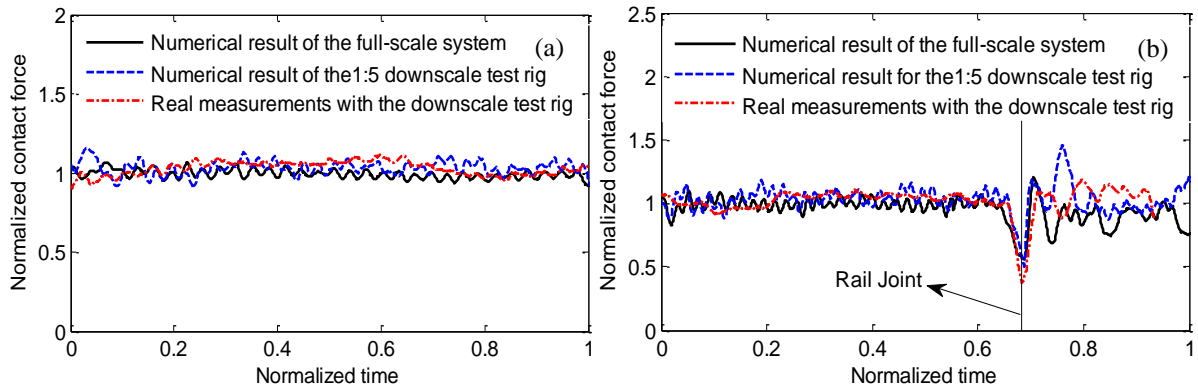 2
1.5
1
0.5
0
Normalized contact force
Numerical result of the full-scale system
(a)
Numerical result of the1:5 downscale test rig
Real measurements with the downscale test rig
0 0.2 0.4 0.6 0.8 1
Normalized time
2.5
2
1.5
1
0.5
0
Normalized contact force
Numerical result of the full-scale system
(b)
Numerical result for the1:5 downscale test rig
Real measurements with the downscale test rig
Rail Joint
0 0.2 0.4 0.6 0.8 1
Normalized time